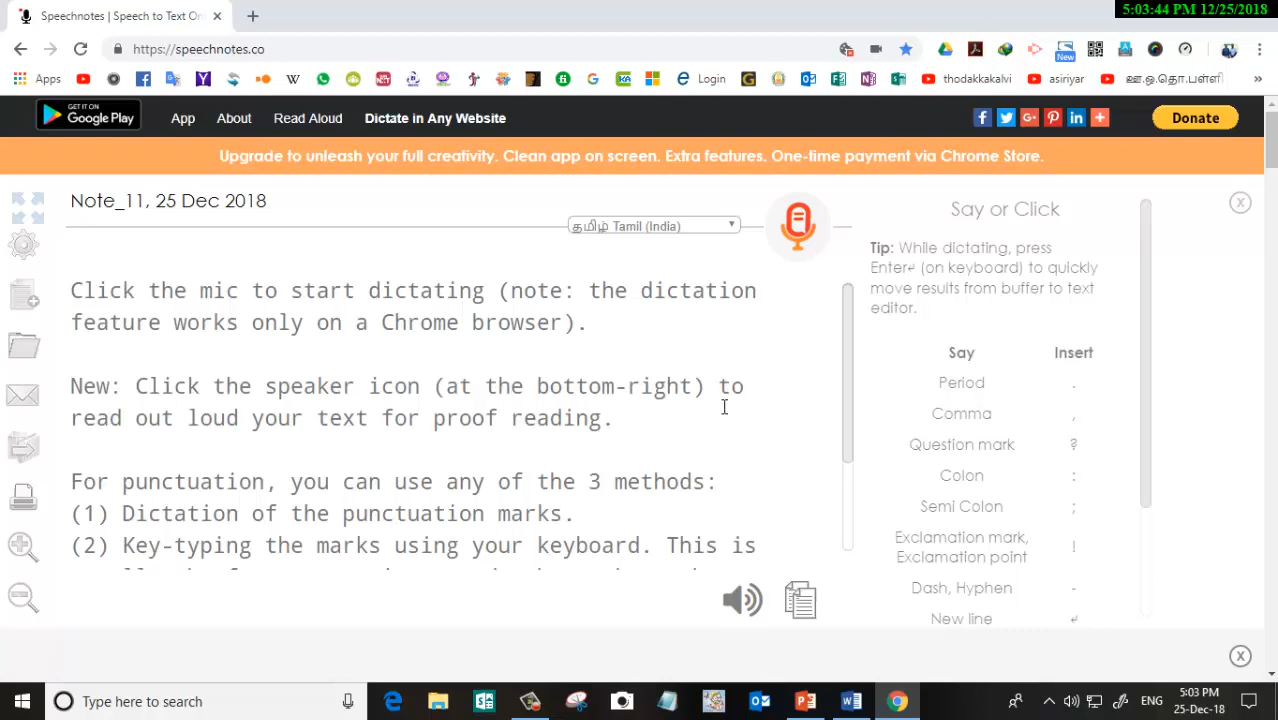 5:03:44 PM 12/25/2018
Speechnotes | Speech to Text On
https://speechnotes.co
New
Apps
Login
thodakkakalvi
asiriyar
ஊ.ஒ.தொ.பள்ளி
GET IT ON
Google Play
App
About
Read Aloud
Dictate in Any Website
Donate
Upgrade to unleash your full creativity. Clean app on screen. Extra features. One-time payment via Chrome Store.
Note_11, 25 Dec 2018
தமிழ் Tamil (India)
Click the mic to start dictating (note: the dictation
feature works only on a Chrome browser).
New: Click the speaker icon (at the bottom-right) to
read out loud your text for proof reading.
For punctuation, you can use any of the 3 methods:
(1) Dictation of the punctuation marks.
(2) Key-typing the marks using your keyboard. This is
Say or Click
Tip: While dictating, press
Enter↵ (on keyboard) to quickly
move results from buffer to text
editor.
Say Insert
Period .
Comma ,
Question mark ?
Colon :
Semi Colon ;
Exclamation mark,
Exclamation point !
Dash, Hyphen -
New line ↵
Type here to search
ENG
5:03 PM
25-Dec-18